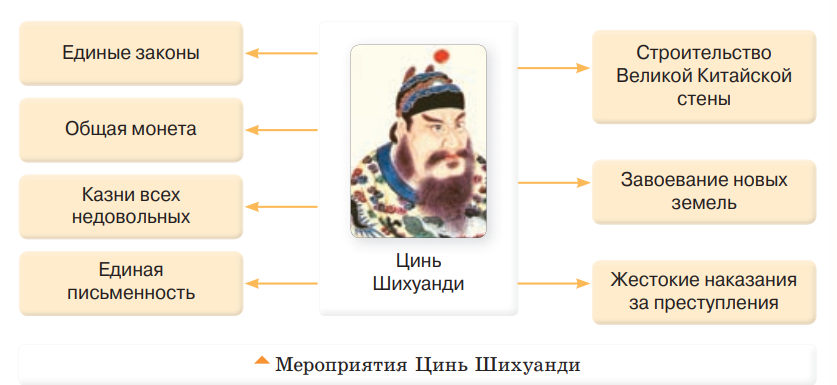 Единые законы
Общая монета
Казни всех
недовольных
Единая
письменность
Цинь
Шихуанди
Строительство
Великой Китайской
стены
Завоевание новых
земель
Жестокие наказания
за преступления
Мероприятия Цинь Шихуанди